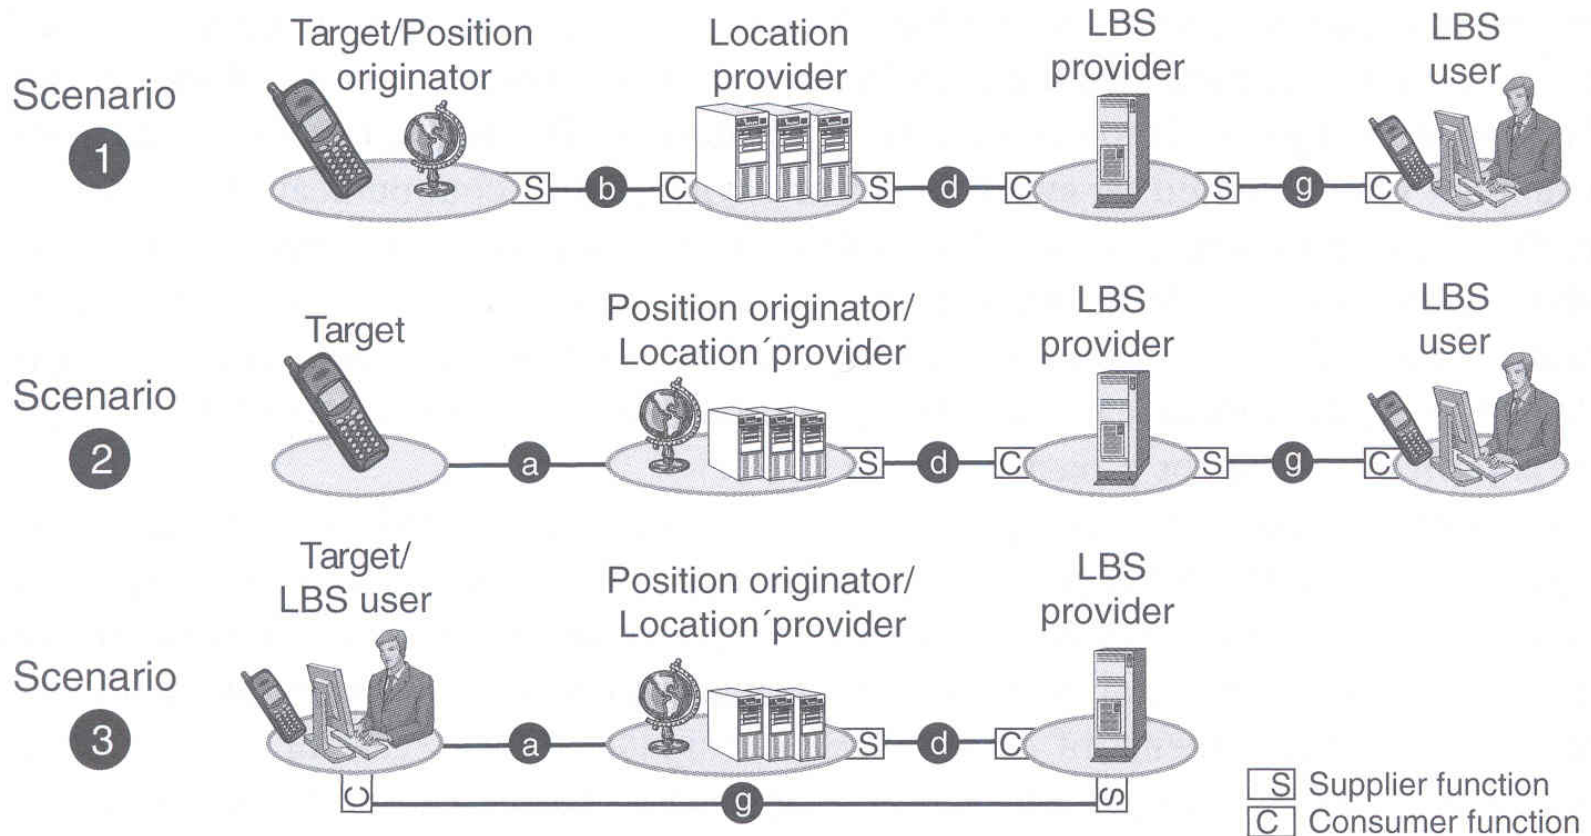 Scenario
1
Target/Position
originator
Location
provider
LBS
provider
LBS
user
S
b
C
S
d
C
S
g
C
Scenario
2
Target
Position originator/
Location´provider
LBS
provider
LBS
user
a
S
d
C
S
g
C
Scenario
3
Target/
LBS user
Position originator/
Location´provider
LBS
provider
a
S
d
C
C
g
S
S Supplier function
C Consumer function